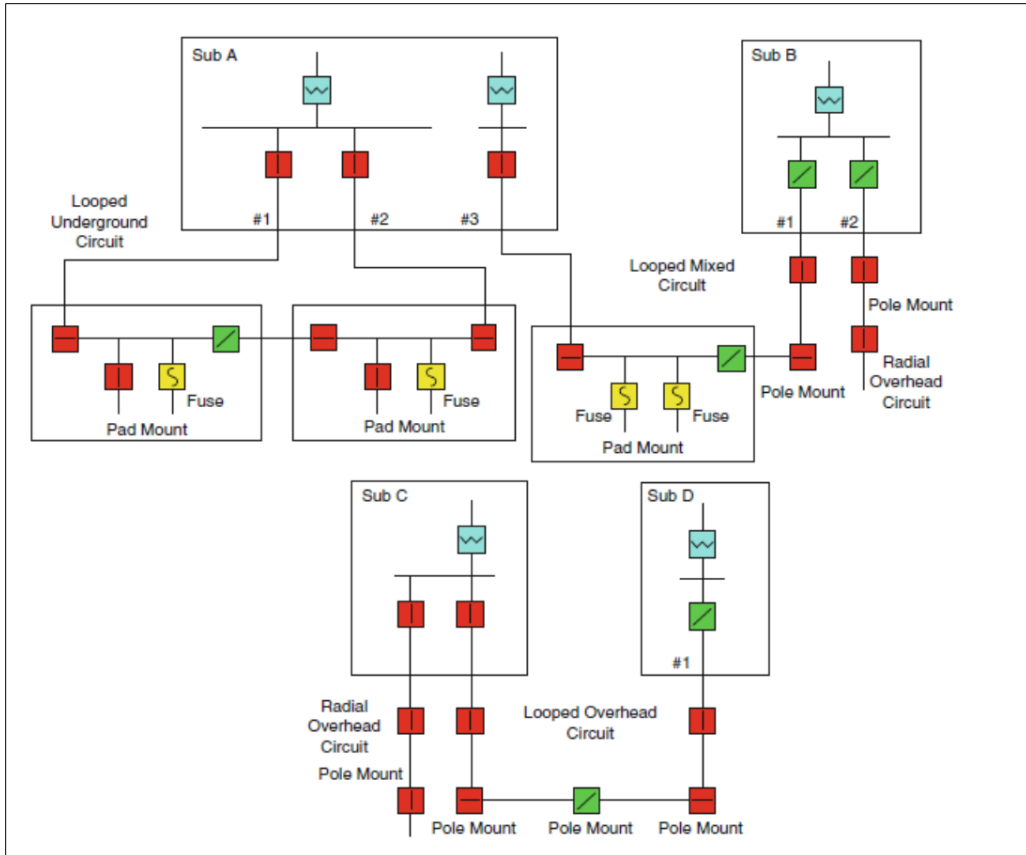 Sub A
Sub B
Looped
Underground
Circuit
#1
#2
#3
#1
#2
Looped Mixed
Circult
Pole Mount
Radial
Overhead
Circuit
Pole Mount
Fuse
Pad Mount
Fuse
Pad Mount
Fuse
Fuse
Pad Mount
Sub C
Sub D
#1
Radial
Overhead
Circuit
Looped Overhead
Circuit
Pole Mount
Pole Mount
Pole Mount
Pole Mount